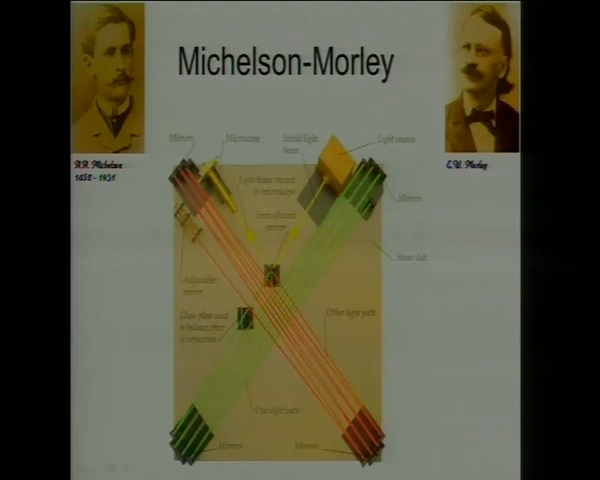 Michelson-Morley
Mirrors
Microscope
Initial light
beam
Light source
A.A. Michelson
1852 - 1931
E.W. Morley
Light beam viewed
in microscope
Mirrors
Semi-silvered
mirror
Stone slab
Adjustable
mirror
Glass plate used
to balance effect
of refraction
Other light path
One light path
Mirrors
Mirrors